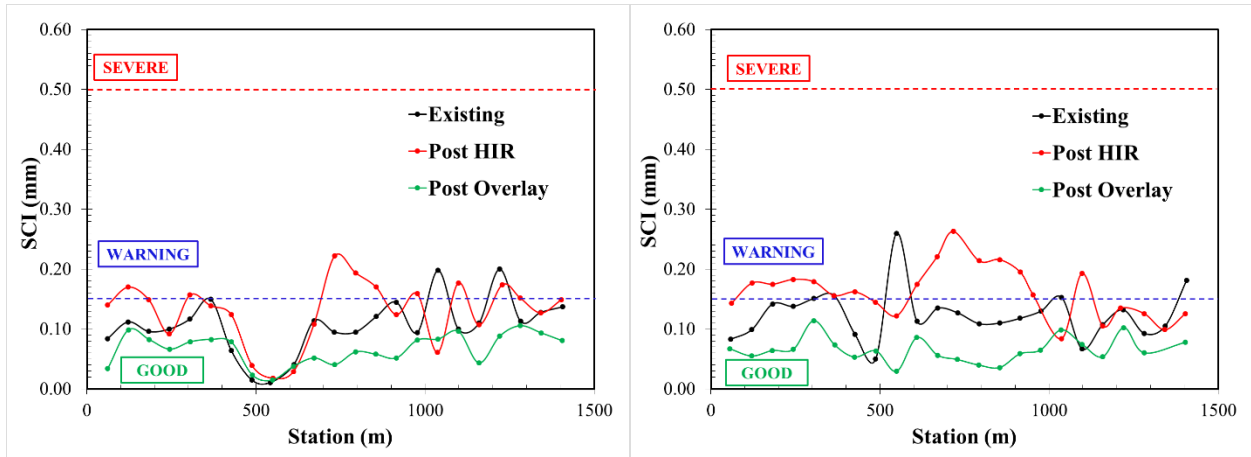 0.60
0.50
0.40
0.30
0.20
0.10
0.00
SCI (mm)
SEVERE
Existing
Post HIR
Post Overlay
WARNING
GOOD
0 500 1000 1500
Station (m)
0.60
0.50
0.40
0.30
0.20
0.10
0.00
SCI (mm)
SEVERE
Existing
Post HIR
Post Overlay
WARNING
GOOD
0 500 1000 1500
Station (m)